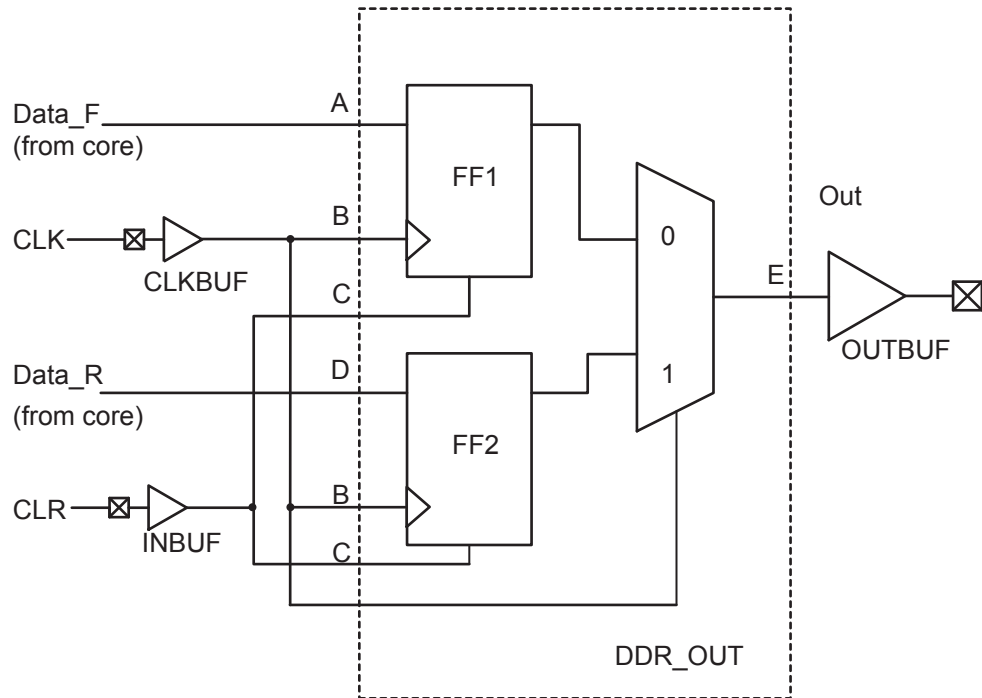 Data_F
(from core)
A
FF1
0
CLK
CLKBUF
B
C
Out
E
OUTBUF
Data_R
(from core)
D
1
FF2
CLR
INBUF
B
C
DDR_OUT